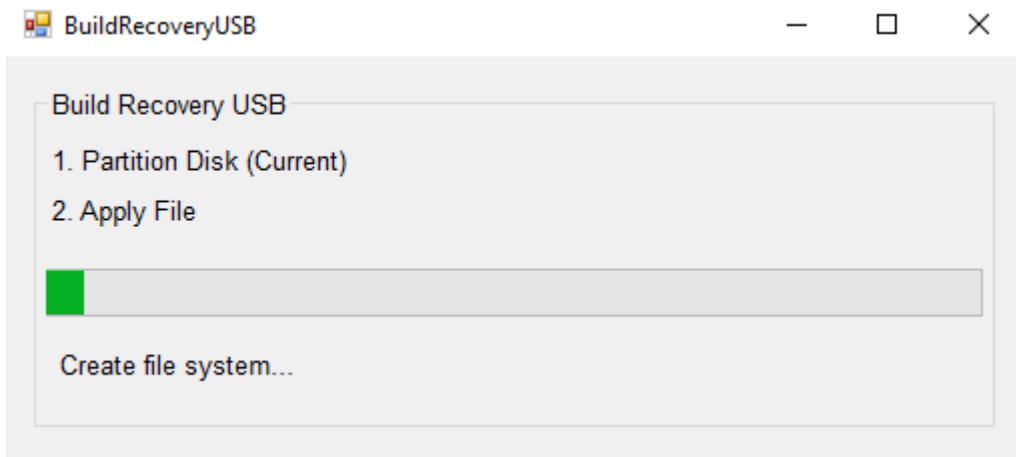 BuildRecoveryUSB
Build Recovery USB
1. Partition Disk (Current)
2. Apply File
Create file system...